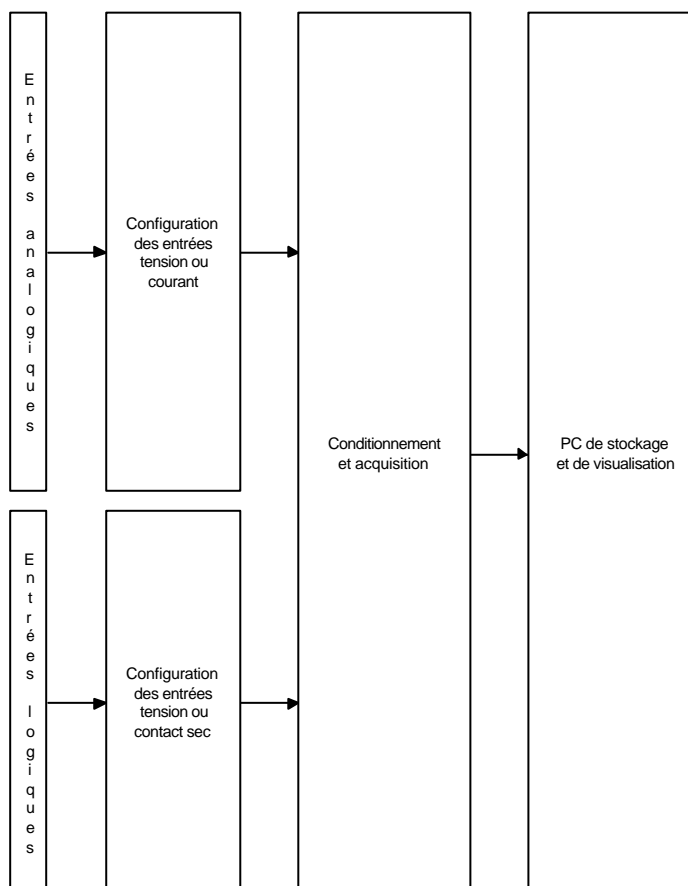 Entrées analogiques
Configuration
des entrées
tension ou
courant
Conditionnement
et acquisition
PC de stockage
et de visualisation
Entrées logiques
Configuration
des entrées
tension ou
contact sec